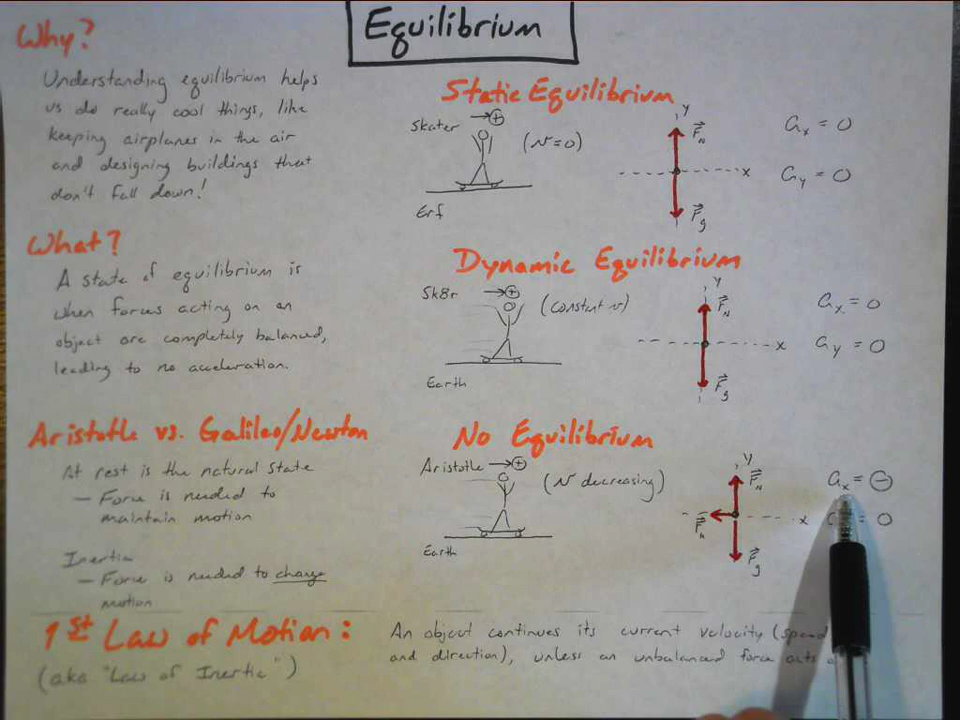 Equilibrium
Why?
Understanding equilibrium helps
us do really cool things, like
keeping airplanes in the air
and designing buildings that
don't fall down!
What?
A state of equilibrium is
when forces acting on an
object are completely balanced,
leading to no acceleration.
Aristotle vs. Galileo/Newton
At rest is the natural state
– Force is needed to
maintain motion
Inertia
– Force is needed to change
motion
Static Equilibrium
Skater → ⊕
(v=0)
Erf
y
F_N
x
F_g
a_x = 0
a_y = 0
Dynamic Equilibrium
Sk8r → ⊕
(constant v)
Earth
y
F_N
x
F_g
a_x = 0
a_y = 0
No Equilibrium
Aristotle → ⊕
(v decreasing)
Earth
y
F_N
x
F_g
a_x = ⊖
= 0
1st Law of Motion:
(aka "Law of Inertia")
An object continues its current velocity (speed
and direction), unless an unbalanced force acts